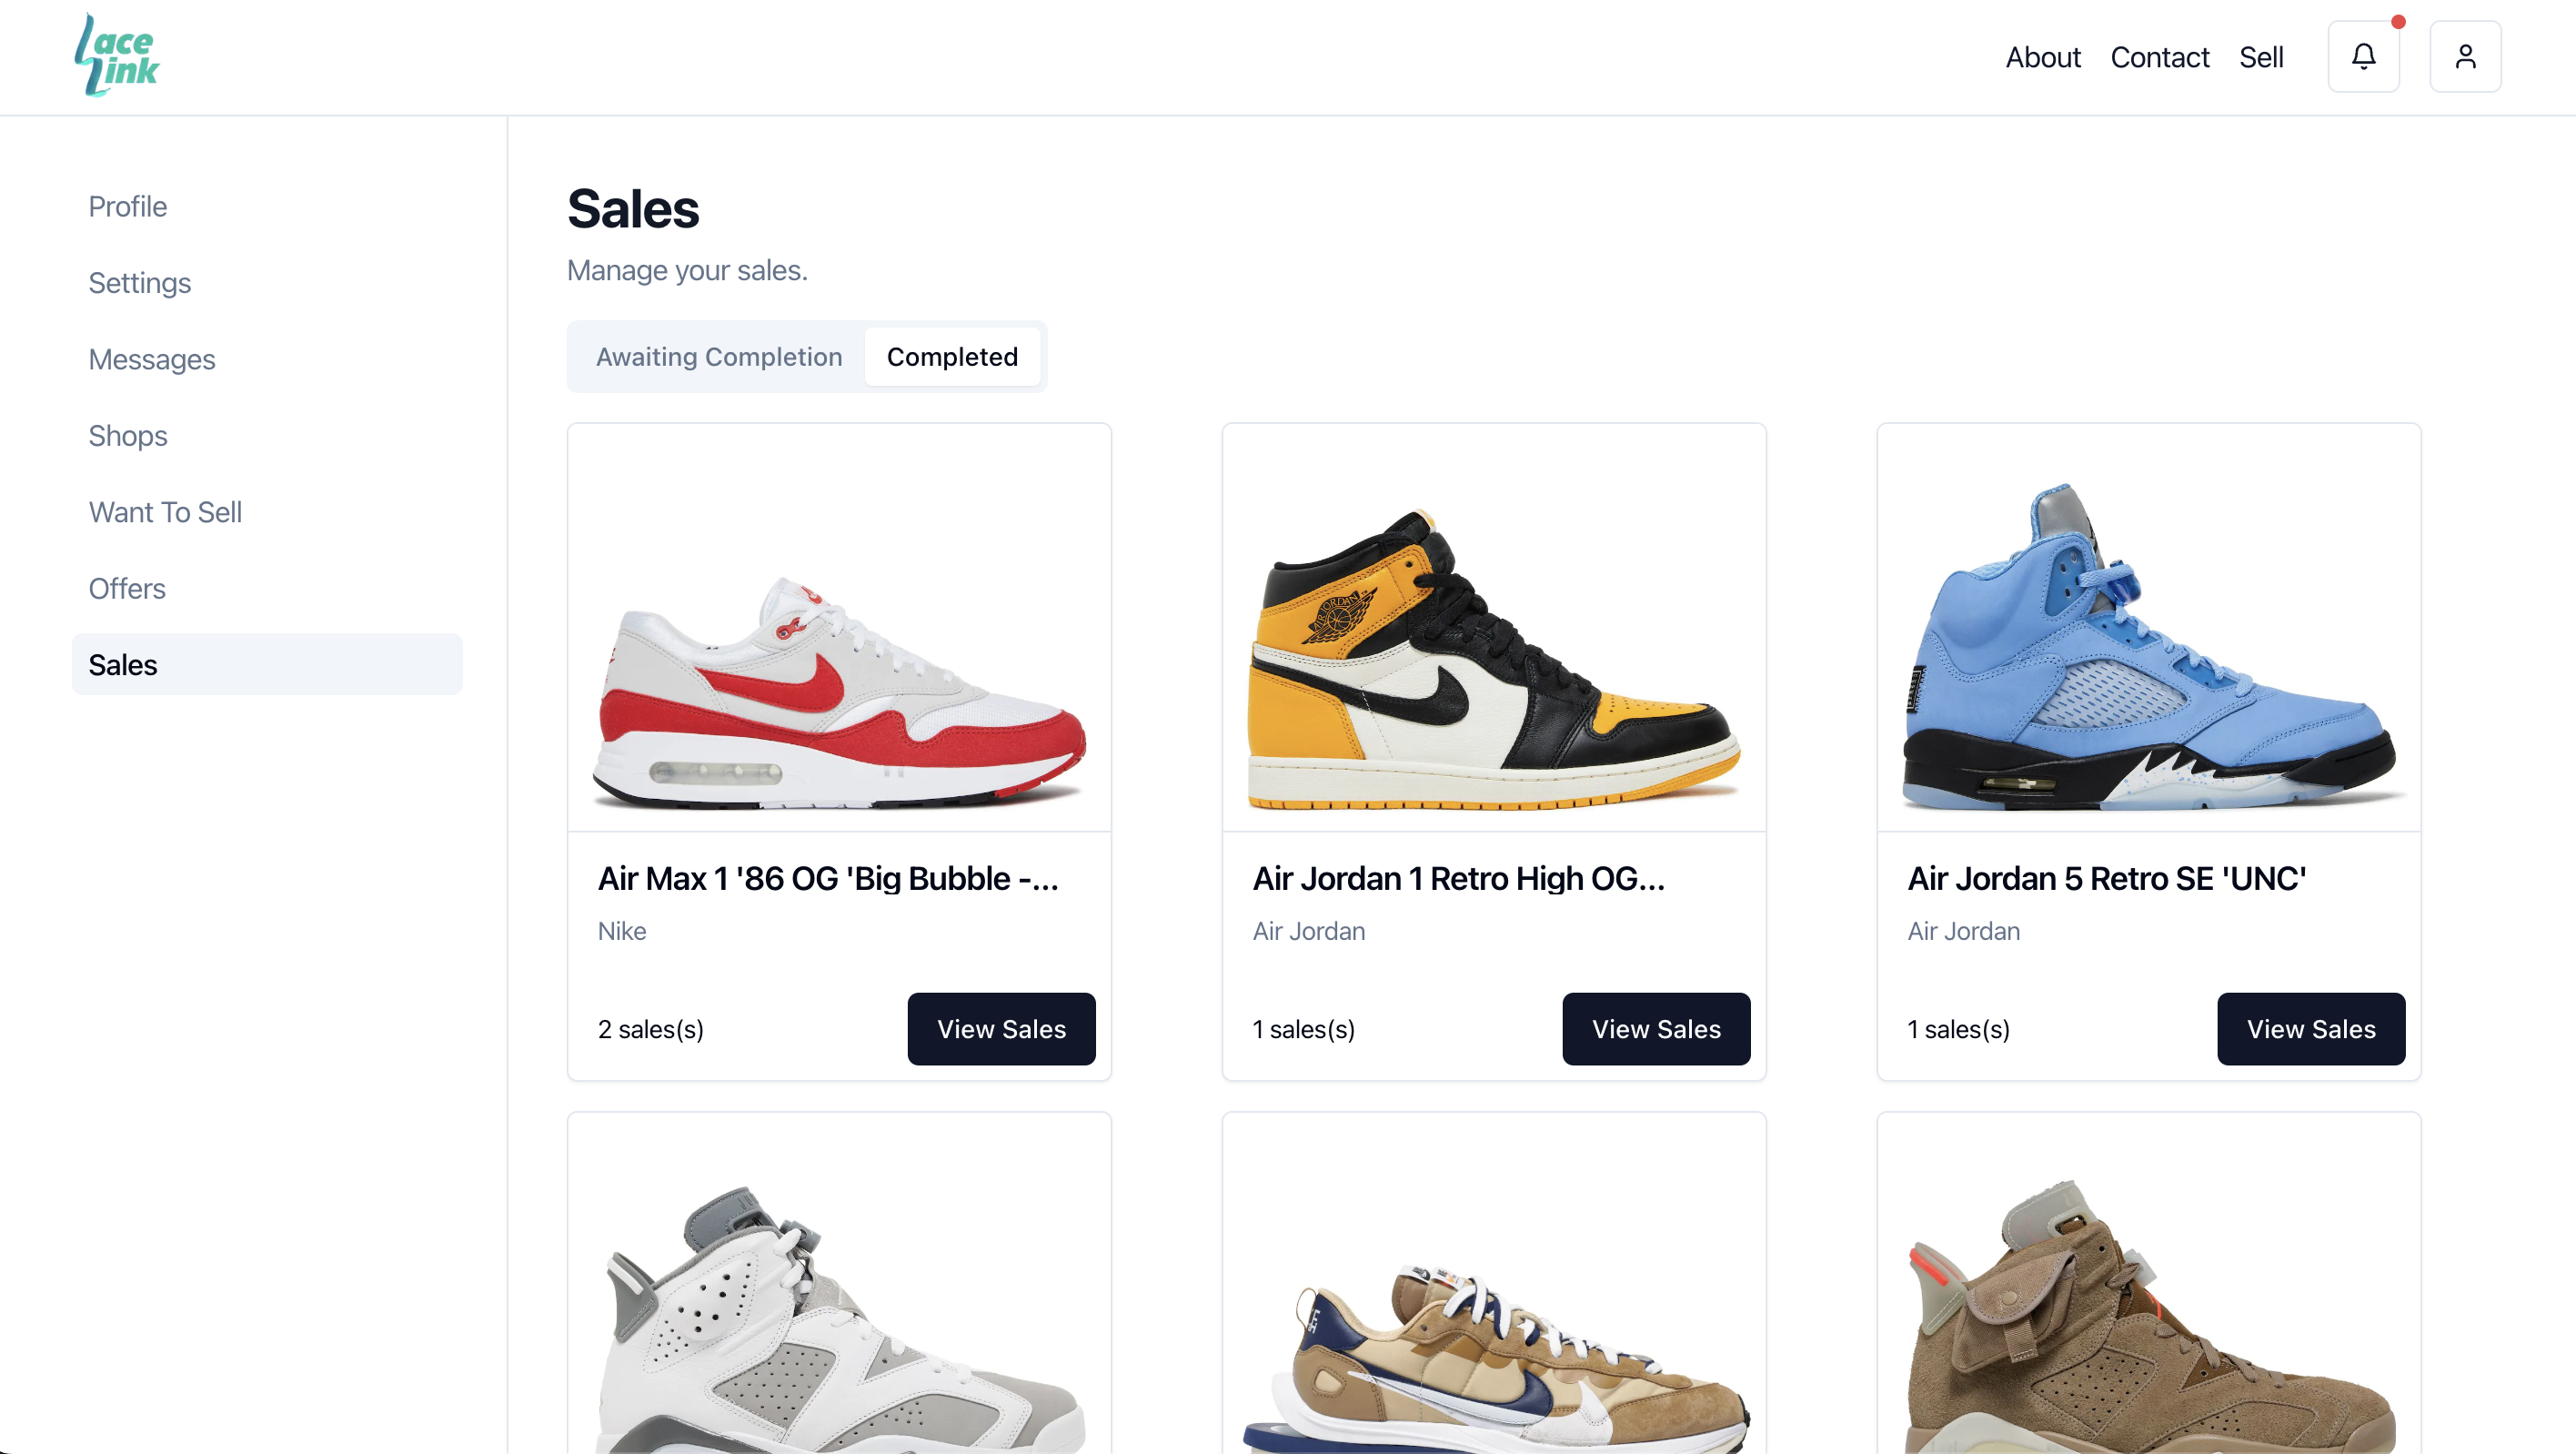 Lace
Link
About
Contact
Sell
Profile
Settings
Messages
Shops
Want To Sell
Offers
Sales
Sales
Manage your sales.
Awaiting Completion
Completed
Air Max 1 '86 OG 'Big Bubble -...
Nike
2 sales(s)
View Sales
AIR JORDAN
Air Jordan 1 Retro High OG...
Air Jordan
1 sales(s)
View Sales
Air Jordan 5 Retro SE 'UNC'
Air Jordan
1 sales(s)
View Sales